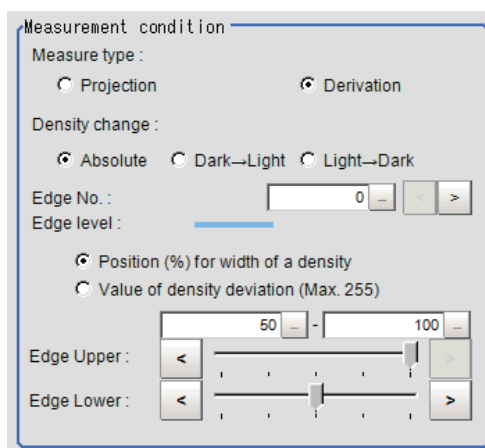 Measurement condition
Measure type :
Projection Derivation
Density change :
Absolute Dark→Light Light→Dark
Edge No. : 0 ... < >
Edge level :
Position (%) for width of a density
Value of density deviation (Max. 255)
50 ... - 100 ...
Edge Upper : < >
Edge Lower : < >